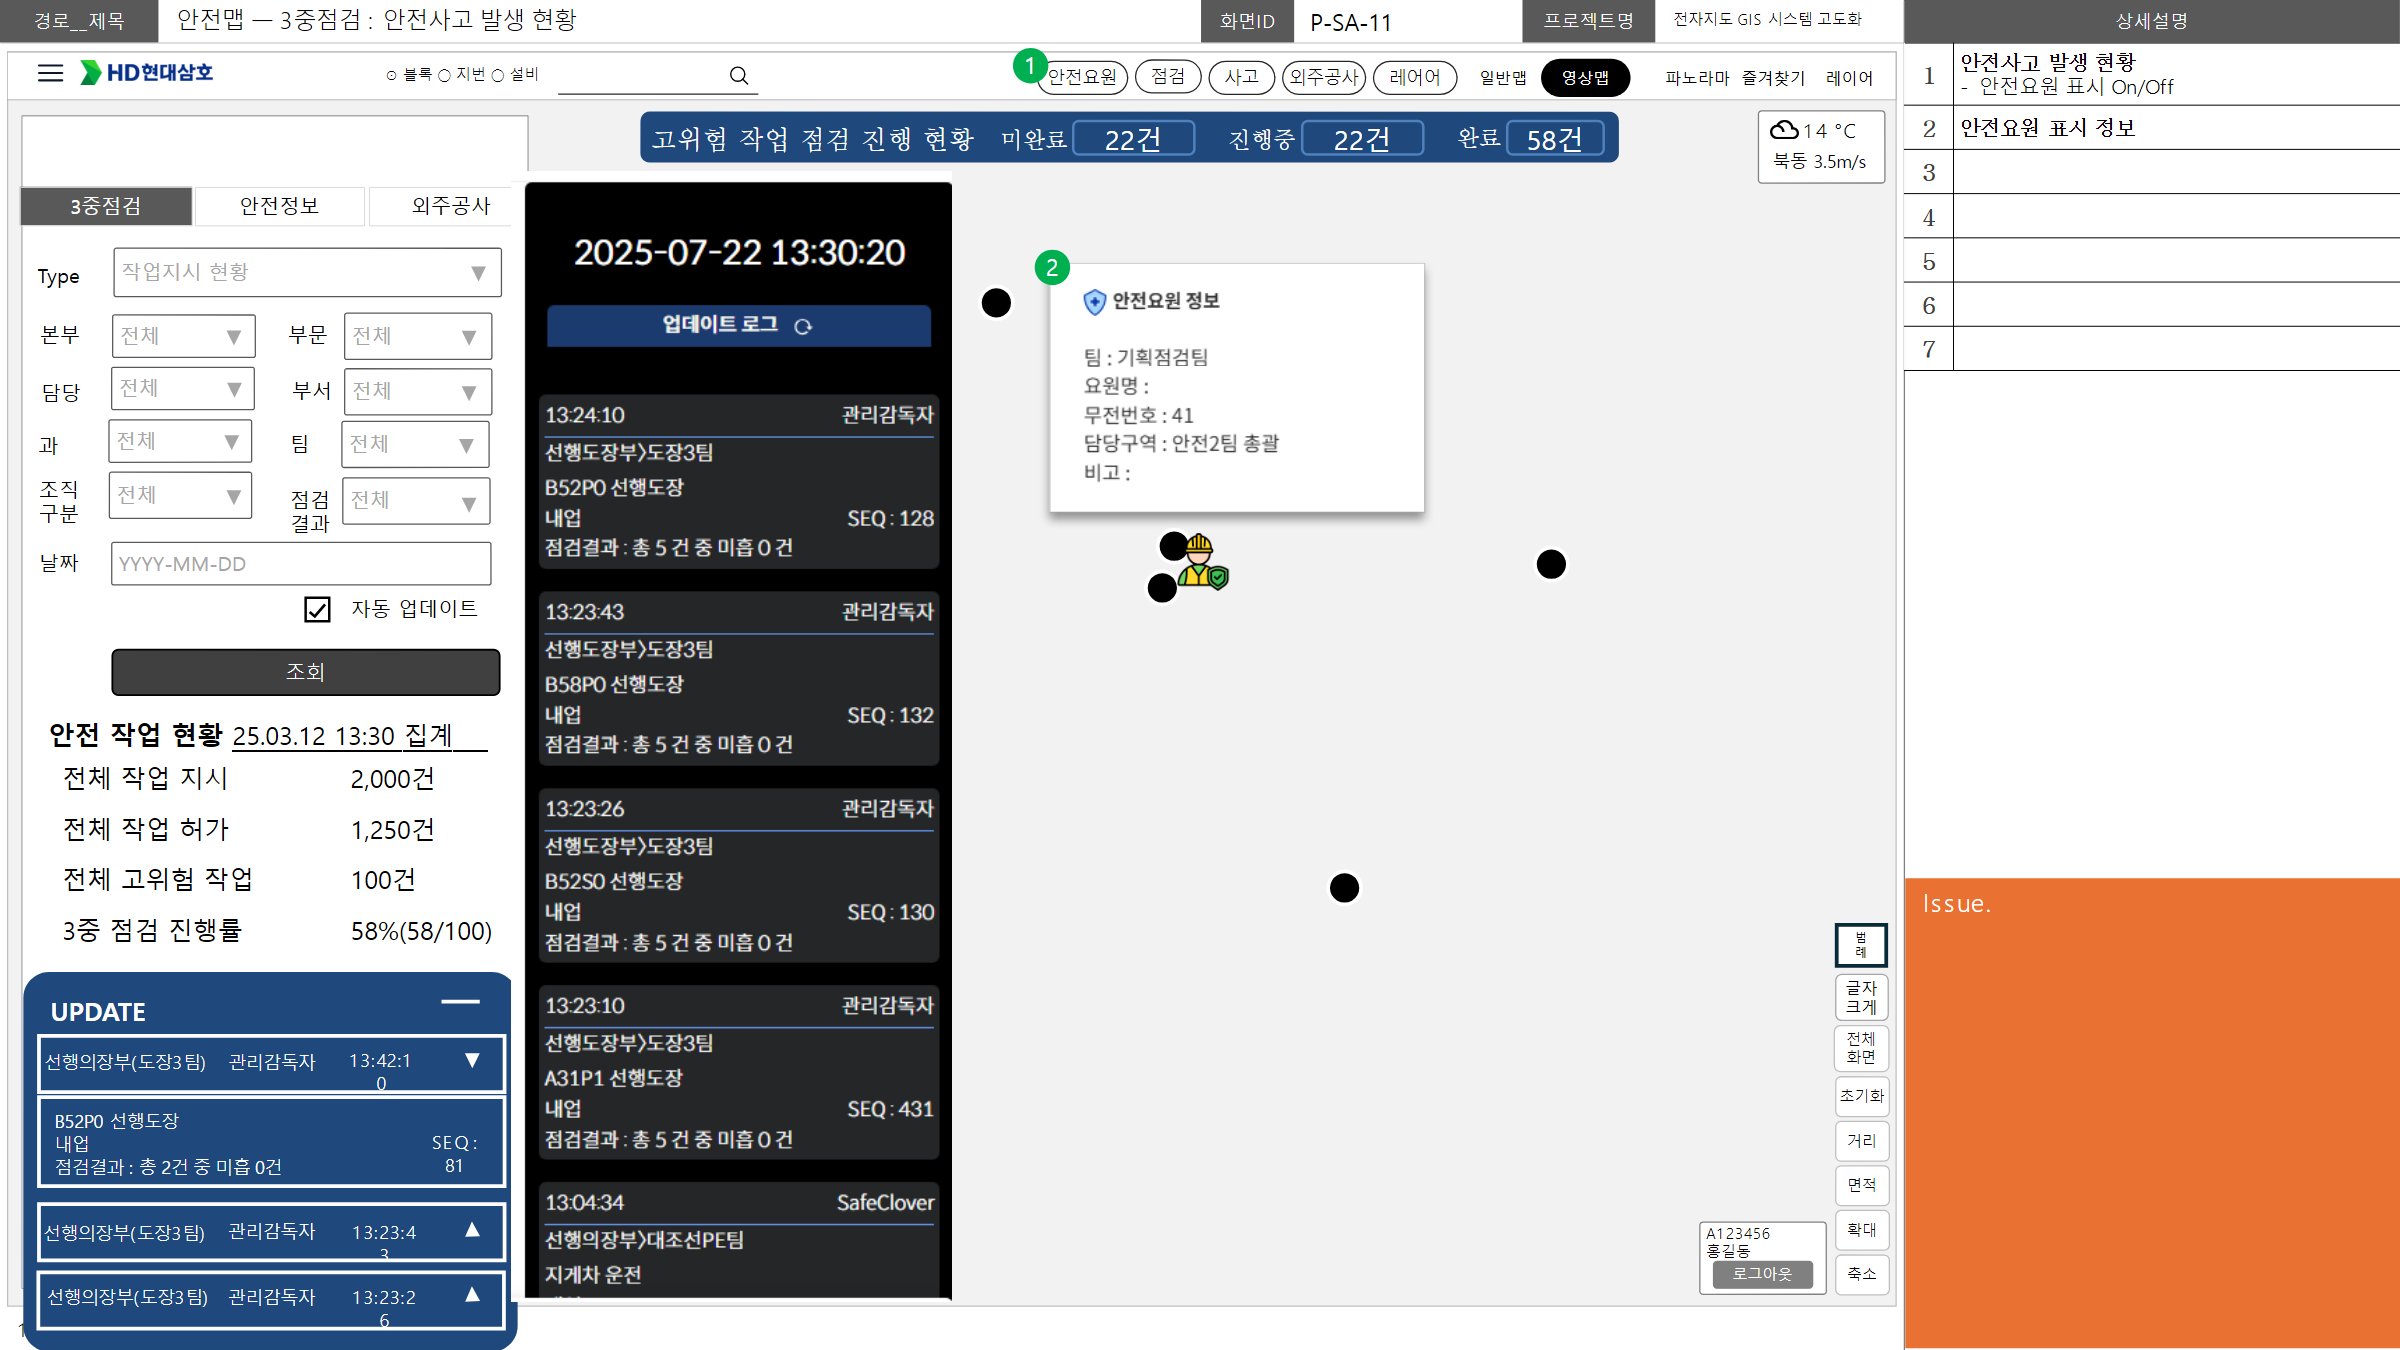 경로__제목 안전맵 – 3중점검 : 안전사고 발생 현황 화면ID P-SA-11 프로젝트명 전자지도 GIS 시스템 고도화 상세설명
HD현대삼호 블록 지번 설비 1 안전요원 점검 사고 외주공사 레어어 일반맵 영상맵 파노라마 즐겨찾기 레이어
고위험 작업 점검 진행 현황 미완료 22건 진행중 22건 완료 58건
14 °C
북동 3.5m/s
3중점검 안전정보 외주공사
Type 작업지시 현황 ▼
본부 전체 ▼ 부문 전체 ▼
담당 전체 ▼ 부서 전체 ▼
과 전체 ▼ 팀 전체 ▼
조직
구분 전체 ▼ 점검
결과 전체 ▼
날짜 YYYY-MM-DD
자동 업데이트
조회
안전 작업 현황 25.03.12 13:30 집계
전체 작업 지시 2,000건
전체 작업 허가 1,250건
전체 고위험 작업 100건
3중 점검 진행률 58%(58/100)
UPDATE
선행의장부(도장3팀) 관리감독자 13:42:1
0 ▼
B52P0 선행도장
내업
점검결과 : 총 2건 중 미흡 0건
SEQ :
81
선행의장부(도장3팀) 관리감독자 13:23:4
3 ▲
선행의장부(도장3팀) 관리감독자 13:23:2
6 ▲
2025-07-22 13:30:20
업데이트 로그
13:24:10 관리감독자
선행도장부>도장3팀
B52P0 선행도장
내업 SEQ : 128
점검결과 : 총 5 건 중 미흡 0 건
13:23:43 관리감독자
선행도장부>도장3팀
B58P0 선행도장
내업 SEQ : 132
점검결과 : 총 5 건 중 미흡 0 건
13:23:26 관리감독자
선행도장부>도장3팀
B52S0 선행도장
내업 SEQ : 130
점검결과 : 총 5 건 중 미흡 0 건
13:23:10 관리감독자
선행도장부>도장3팀
A31P1 선행도장
내업 SEQ : 431
점검결과 : 총 5 건 중 미흡 0 건
13:04:34 SafeClover
선행의장부>대조선PE팀
지게차 운전
2
안전요원 정보
팀 : 기획점검팀
요원명 :
무전번호 : 41
담당구역 : 안전2팀 총괄
비고 :
범
례
글자
크게
전체
화면
초기화
거리
면적
확대
축소
A123456
홍길동
로그아웃
1 안전사고 발생 현황
- 안전요원 표시 On/Off
2 안전요원 표시 정보
3
4
5
6
7
Issue.